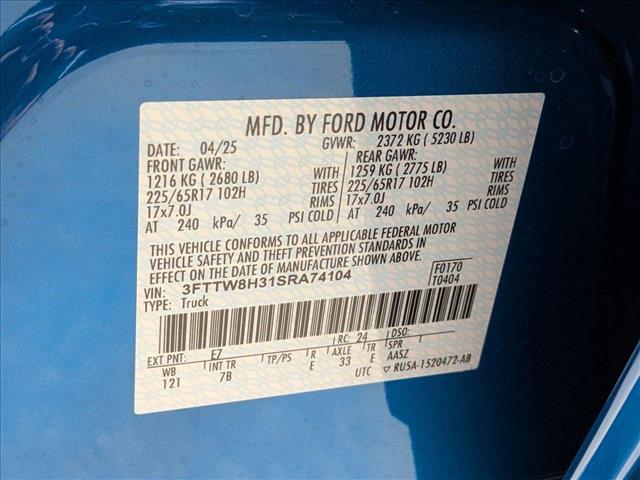 MFD. BY FORD MOTOR CO.
DATE: 04/25 GVWR: 2372 KG ( 5230 LB)
FRONT GAWR: REAR GAWR:
1216 KG ( 2680 LB) WITH 1259 KG ( 2775 LB) WITH
225/65R17 102H TIRES 225/65R17 102H TIRES
17x7.0J RIMS 17x7.0J RIMS
AT 240 kPa/ 35 PSI COLD AT 240 kPa/ 35 PSI COLD
THIS VEHICLE CONFORMS TO ALL APPLICABLE FEDERAL MOTOR
VEHICLE SAFETY AND THEFT PREVENTION STANDARDS IN
EFFECT ON THE DATE OF MANUFACTURE SHOWN ABOVE.
VIN: 3FTTW8H31SRA74104 F0170
TYPE: Truck T0404
EXT PNT: E7 RC: 24 DSO:
WB INT TR TP/PS R AXLE TR SPR
121 7B E 33 E AASZ
UTC ▽ RU5A-1520472-AB